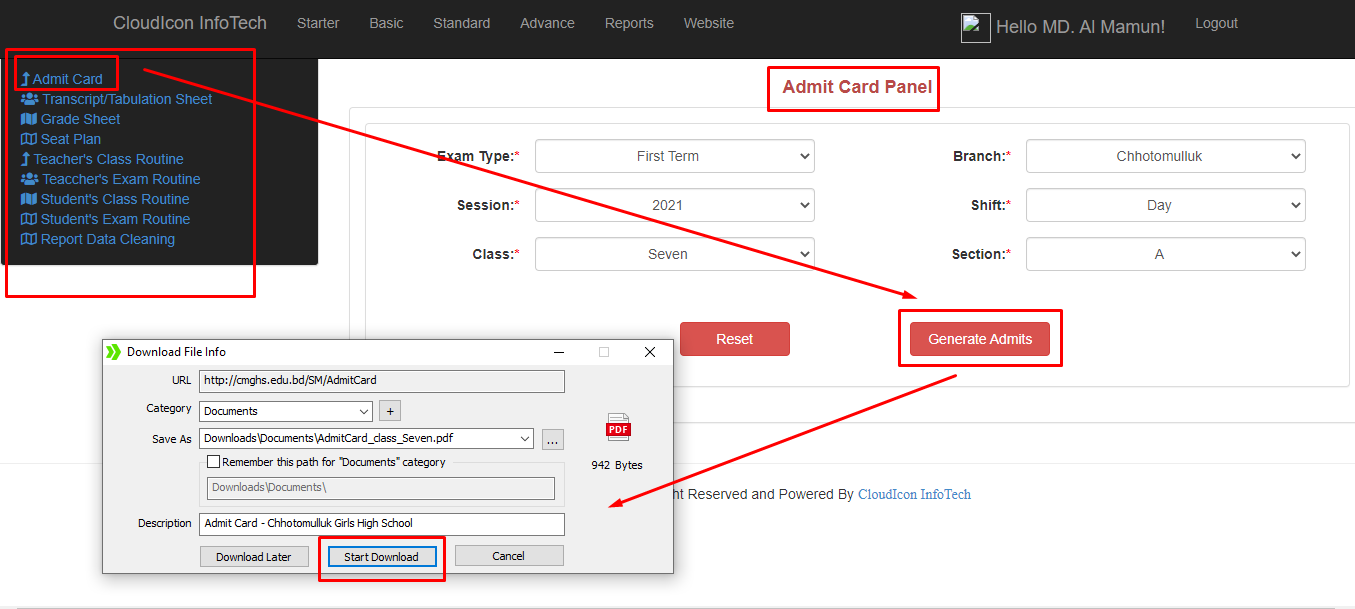 CloudIcon InfoTech Starter Basic Standard Advance Reports Website Hello MD. Al Mamun! Logout
Admit Card
Transcript/Tabulation Sheet
Grade Sheet
Seat Plan
Teacher's Class Routine
Teaccher's Exam Routine
Student's Class Routine
Student's Exam Routine
Report Data Cleaning
Admit Card Panel
Exam Type:* First Term Branch:* Chhotomulluk
Session:* 2021 Shift:* Day
Class:* Seven Section:* A
Reset Generate Admits
Download File Info
URL http://cmghs.edu.bd/SM/AdmitCard
Category Documents +
Save As Downloads\Documents\AdmitCard_class_Seven.pdf ...
PDF
Remember this path for "Documents" category
942 Bytes
Downloads\Documents\
Description Admit Card - Chhotomulluk Girls High School
Download Later Start Download Cancel
ht Reserved and Powered By CloudIcon InfoTech